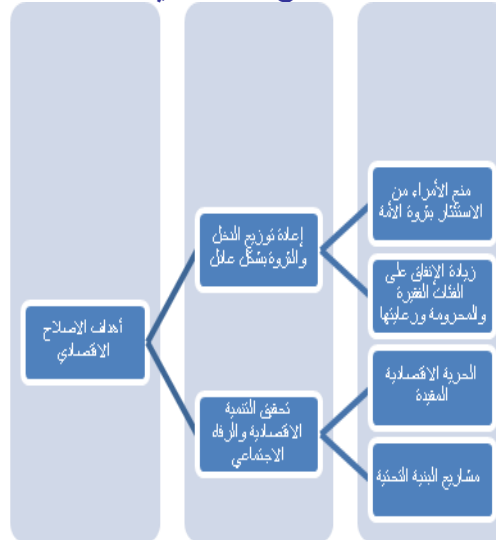 أهداف الاصلاح
الاقتصادي
إعادة توزيع الدخل
والثروة بشكل عادل
تحقيق التنمية
الاقتصادية والرفاه
الاجتماعي
منع الأمراء من
الاستئثار بثروة الأمة
زيادة الإنفاق على
الفئات الفقيرة
والمحرومة ورعايتها
الحرية الاقتصادية
المقيدة
مشاريع البنية التحتية